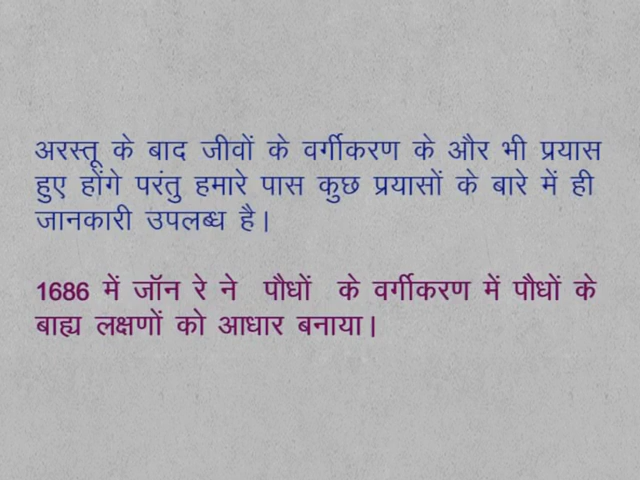 अरस्तू के बाद जीवों के वर्गीकरण के और भी प्रयास
हुए होंगे परंतु हमारे पास कुछ प्रयासों के बारे में ही
जानकारी उपलब्ध है।
1686 में जॉन रे ने पौधों के वर्गीकरण में पौधों के
बाह्य लक्षणों को आधार बनाया।